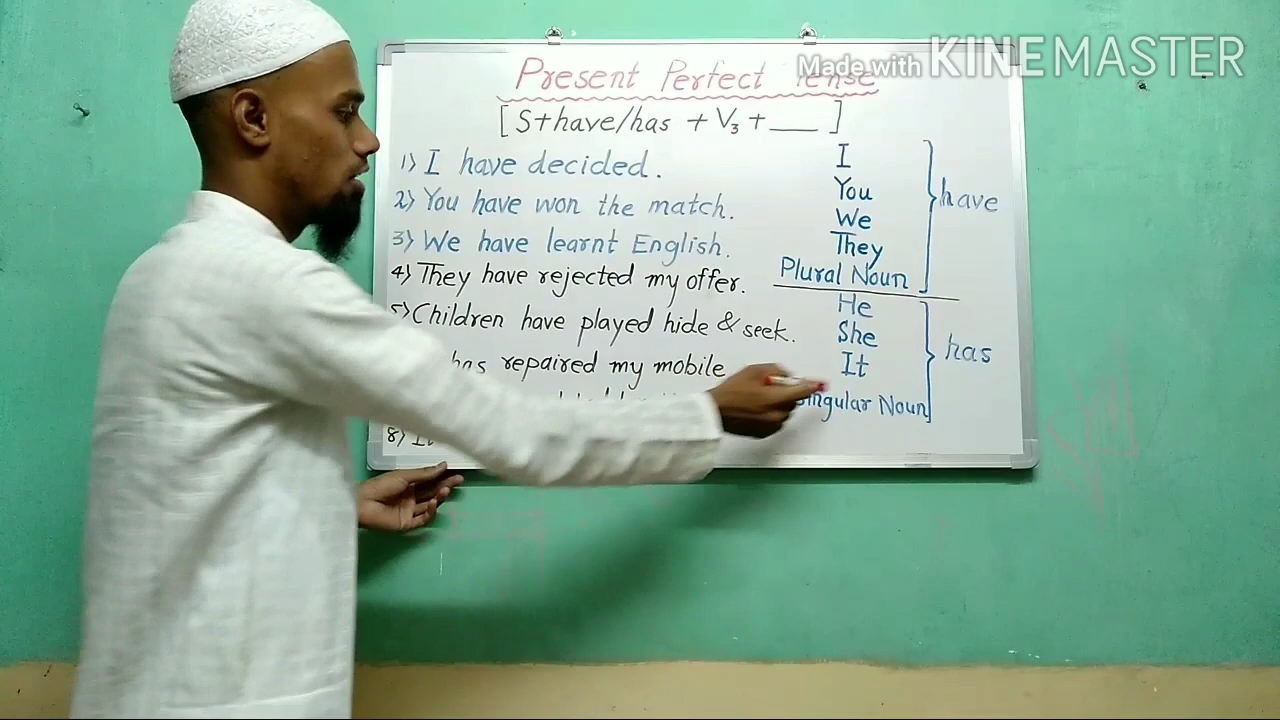 Made with KINEMASTER
Present Perfect Tense
[ S+have/has + V₃ + ___ ]
1) I have decided.
2) You have won the match.
3) We have learnt English.
4) They have rejected my offer.
5) Children have played hide & seek.
has repaired my mobile
8) It
I
You
We
They
Plural Noun
have
He
She
It
Singular Noun
has